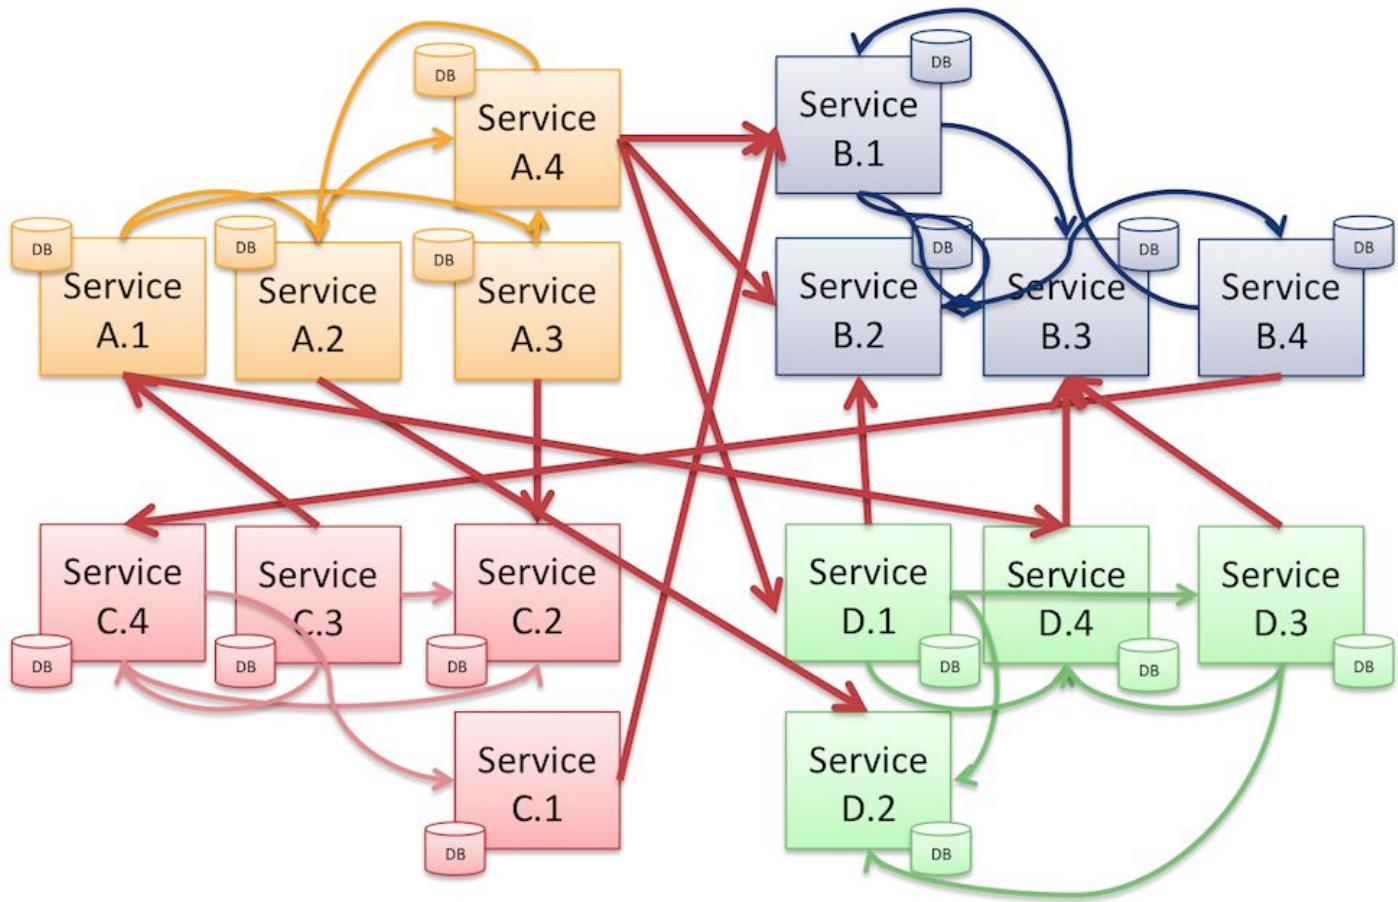 DB
Service
A.4
DB
Service
B.1
DB
Service
A.1
DB
Service
A.2
DB
Service
A.3
DB
Service
B.2
DB
Service
B.3
DB
Service
B.4
Service
C.4
DB
Service
C.3
DB
Service
C.2
DB
Service
D.1
DB
Service
D.4
DB
Service
D.3
DB
Service
C.1
DB
Service
D.2
DB